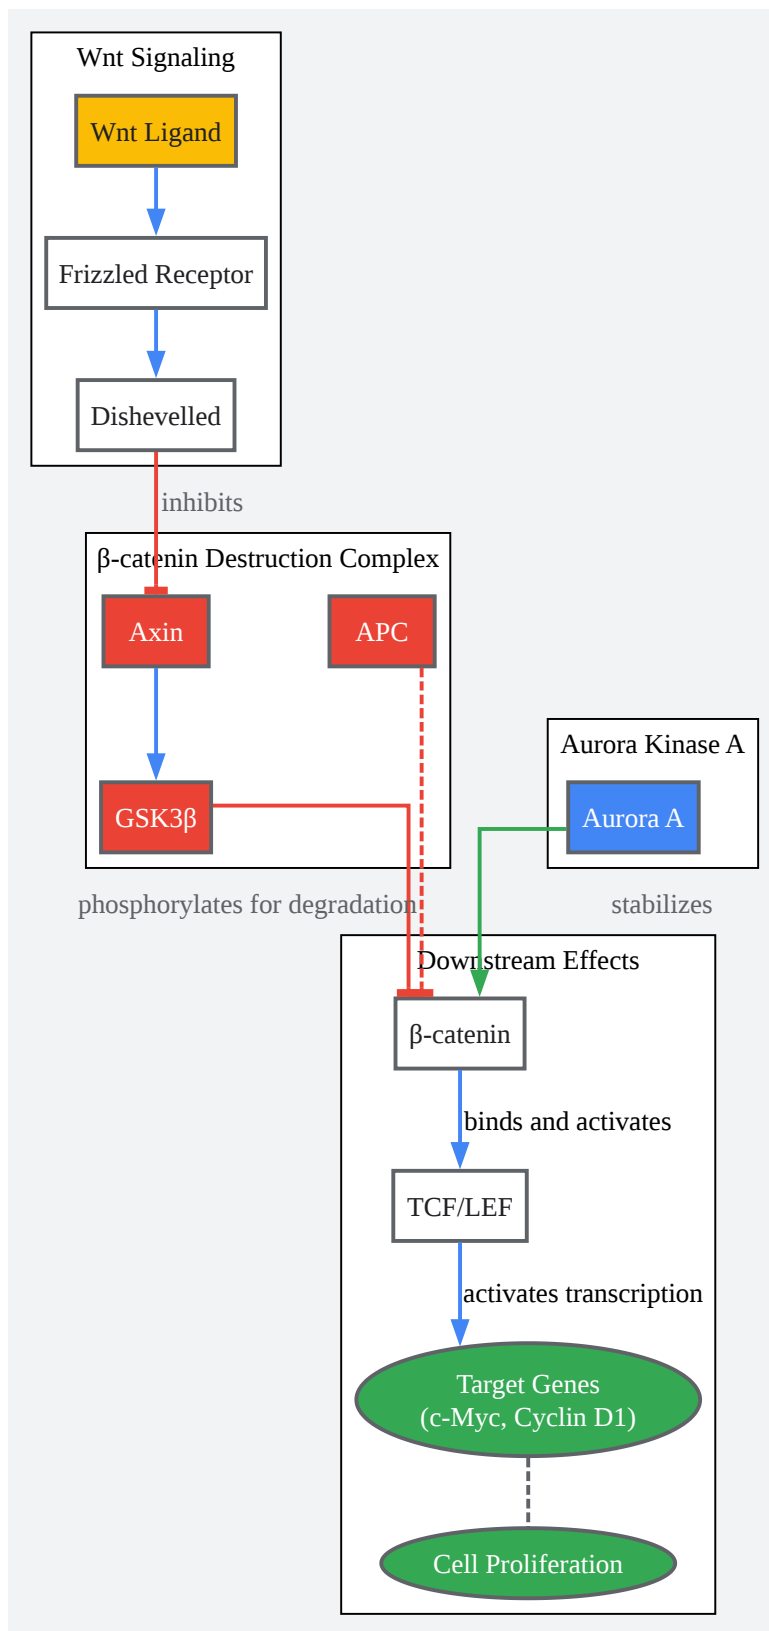 Wnt Signaling
Wnt Ligand
Frizzled Receptor
Dishevelled
inhibits
β-catenin Destruction Complex
Axin
APC
Aurora Kinase A
GSK3β
Aurora A
phosphorylates for degradation
stabilizes
Downstream Effects
β-catenin
binds and activates
TCF/LEF
activates transcription
Target Genes
(c-Myc, Cyclin D1)
Cell Proliferation